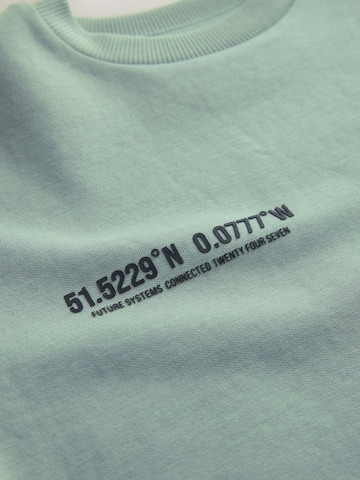 51.5229°N 0.0777°W
FUTURE SYSTEMS CONNECTED TWENTY FOUR SEVEN